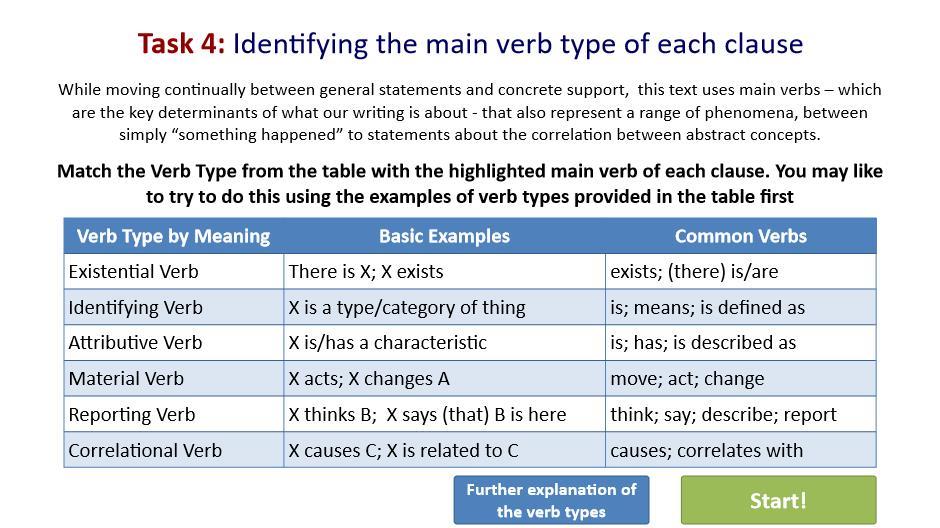 Task 4: Identifying the main verb type of each clause
While moving continually between general statements and concrete support,  this text uses main verbs – which
are the key determinants of what our writing is about - that also represent a range of phenomena, between
simply “something happened” to statements about the correlation between abstract concepts.
Match the Verb Type from the table with the highlighted main verb of each clause. You may like
to try to do this using the examples of verb types provided in the table first
Verb Type by Meaning Basic Examples Common Verbs
Existential Verb There is X; X exists exists; (there) is/are
Identifying Verb X is a type/category of thing is; means; is defined as
Attributive Verb X is/has a characteristic is; has; is described as
Material Verb X acts; X changes A move; act; change
Reporting Verb X thinks B;  X says (that) B is here think; say; describe; report
Correlational Verb X causes C; X is related to C causes; correlates with
Further explanation of
the verb types
Start!